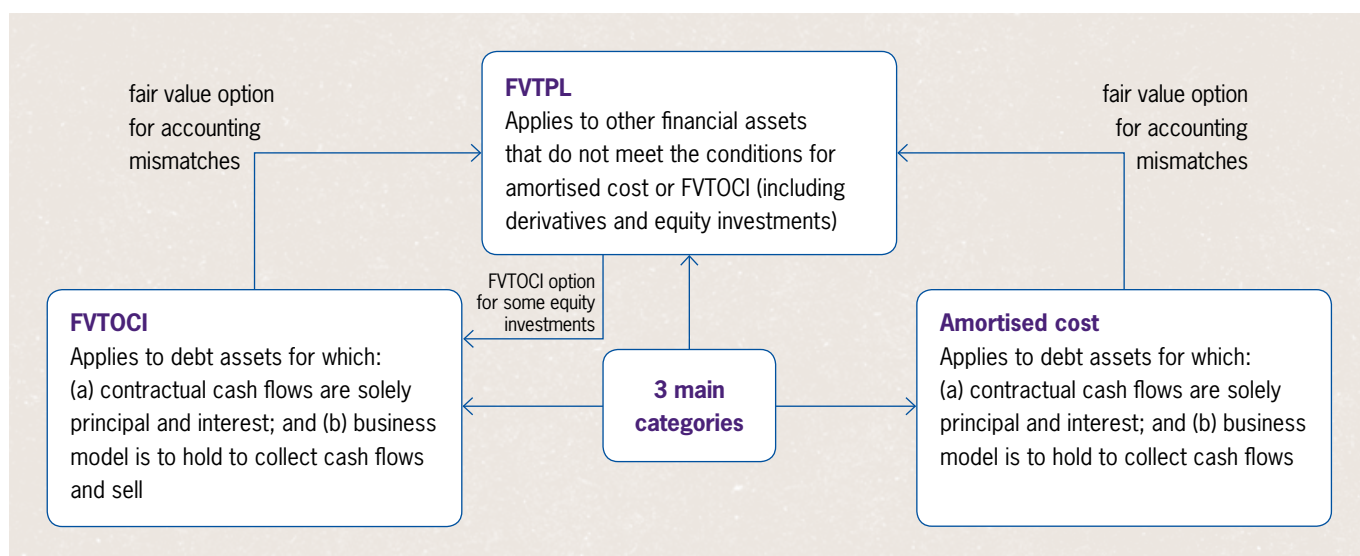 fair value option
for accounting
mismatches
FVTPL
Applies to other financial assets
that do not meet the conditions for
amortised cost or FVTOCI (including
derivatives and equity investments)
fair value option
for accounting
mismatches
FVTOCI option
for some equity
investments
FVTOCI
Applies to debt assets for which:
(a) contractual cash flows are solely
principal and interest; and (b) business
model is to hold to collect cash flows
and sell
3 main
categories
Amortised cost
Applies to debt assets for which:
(a) contractual cash flows are solely
principal and interest; and (b) business
model is to hold to collect cash flows